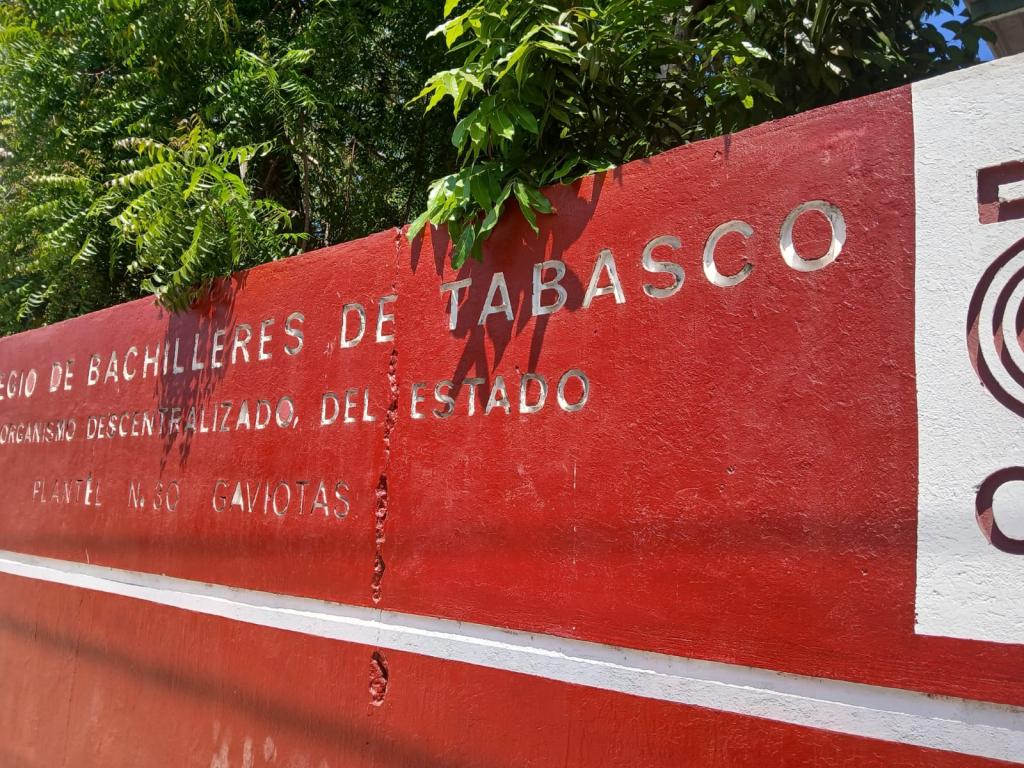 EGIO DE BACHILLERES DE TABASCO
ORGANISMO DESCENTRALIZADO, DEL ESTADO
PLANTEL N. 30 GAVIOTAS